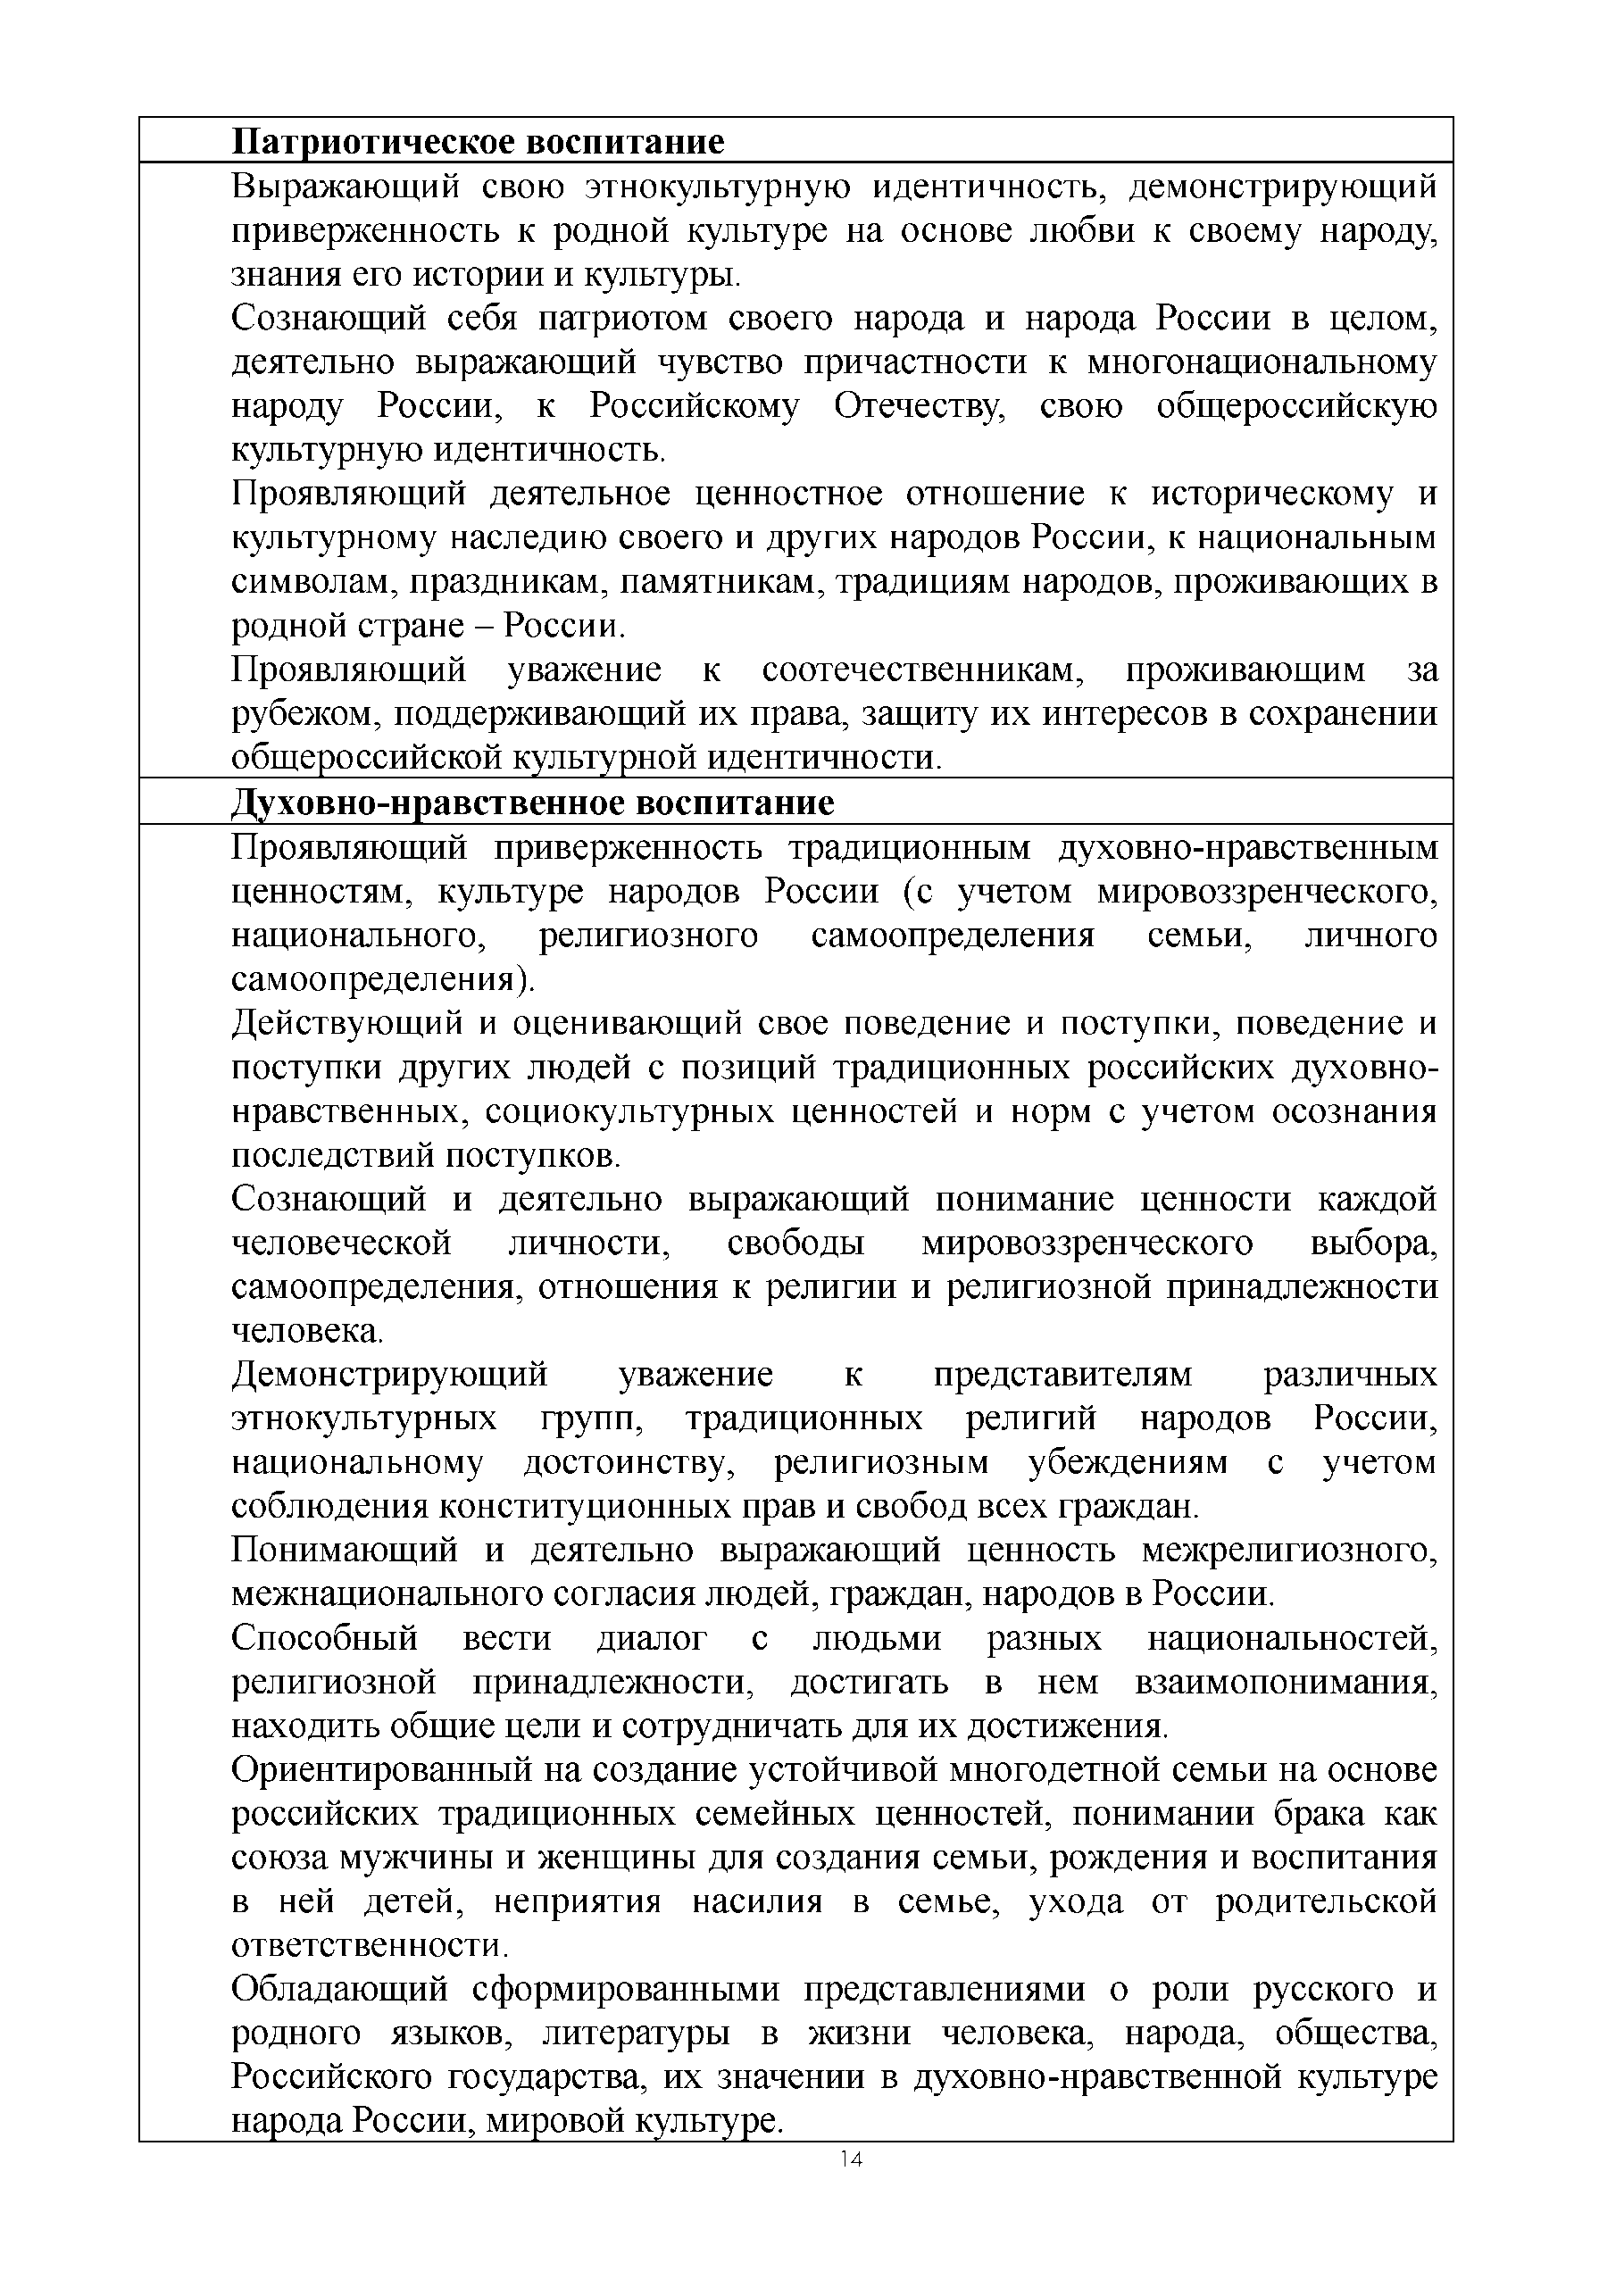 Патриотическое воспитание
Выражающий свою этнокультурную идентичность, демонстрирующий
приверженность к родной культуре на основе любви к своему народу,
знания его истории и культуры.
Сознающий себя патриотом своего народа и народа России в целом,
деятельно выражающий чувство причастности к многонациональному
народу России, к Российскому Отечеству, свою общероссийскую
культурную идентичность.
Проявляющий деятельное ценностное отношение к историческому и
культурному наследию своего и других народов России, к национальным
символам, праздникам, памятникам, традициям народов, проживающих в
родной стране – России.
Проявляющий уважение к соотечественникам, проживающим за
рубежом, поддерживающий их права, защиту их интересов в сохранении
общероссийской культурной идентичности.
Духовно-нравственное воспитание
Проявляющий приверженность традиционным духовно-нравственным
ценностям, культуре народов России (с учетом мировоззренческого,
национального, религиозного самоопределения семьи, личного
самоопределения).
Действующий и оценивающий свое поведение и поступки, поведение и
поступки других людей с позиций традиционных российских духовно-
нравственных, социокультурных ценностей и норм с учетом осознания
последствий поступков.
Сознающий и деятельно выражающий понимание ценности каждой
человеческой личности, свободы мировоззренческого выбора,
самоопределения, отношения к религии и религиозной принадлежности
человека.
Демонстрирующий уважение к представителям различных
этнокультурных групп, традиционных религий народов России,
национальному достоинству, религиозным убеждениям с учетом
соблюдения конституционных прав и свобод всех граждан.
Понимающий и деятельно выражающий ценность межрелигиозного,
межнационального согласия людей, граждан, народов в России.
Способный вести диалог с людьми разных национальностей,
религиозной принадлежности, достигать в нем взаимопонимания,
находить общие цели и сотрудничать для их достижения.
Ориентированный на создание устойчивой многодетной семьи на основе
российских традиционных семейных ценностей, понимании брака как
союза мужчины и женщины для создания семьи, рождения и воспитания
в ней детей, неприятия насилия в семье, ухода от родительской
ответственности.
Обладающий сформированными представлениями о роли русского и
родного языков, литературы в жизни человека, народа, общества,
Российского государства, их значении в духовно-нравственной культуре
народа России, мировой культуре.
14